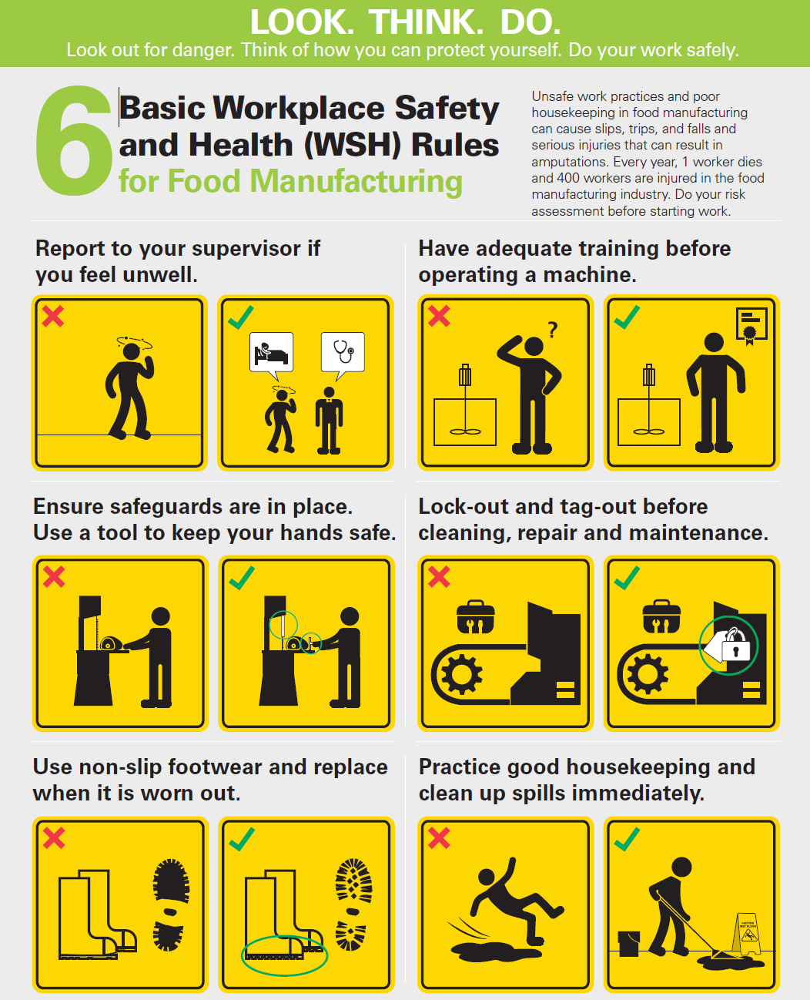 LOOK. THINK. DO.
Look out for danger. Think of how you can protect yourself. Do your work safely.
6
Basic Workplace Safety
and Health (WSH) Rules
for Food Manufacturing
Unsafe work practices and poor
housekeeping in food manufacturing
can cause slips, trips, and falls and
serious injuries that can result in
amputations. Every year, 1 worker dies
and 400 workers are injured in the food
manufacturing industry. Do your risk
assessment before starting work.
Report to your supervisor if
you feel unwell.
Have adequate training before
operating a machine.
?
Ensure safeguards are in place.
Use a tool to keep your hands safe.
Lock-out and tag-out before
cleaning, repair and maintenance.
Use non-slip footwear and replace
when it is worn out.
Practice good housekeeping and
clean up spills immediately.
CAUTION
WET FLOOR